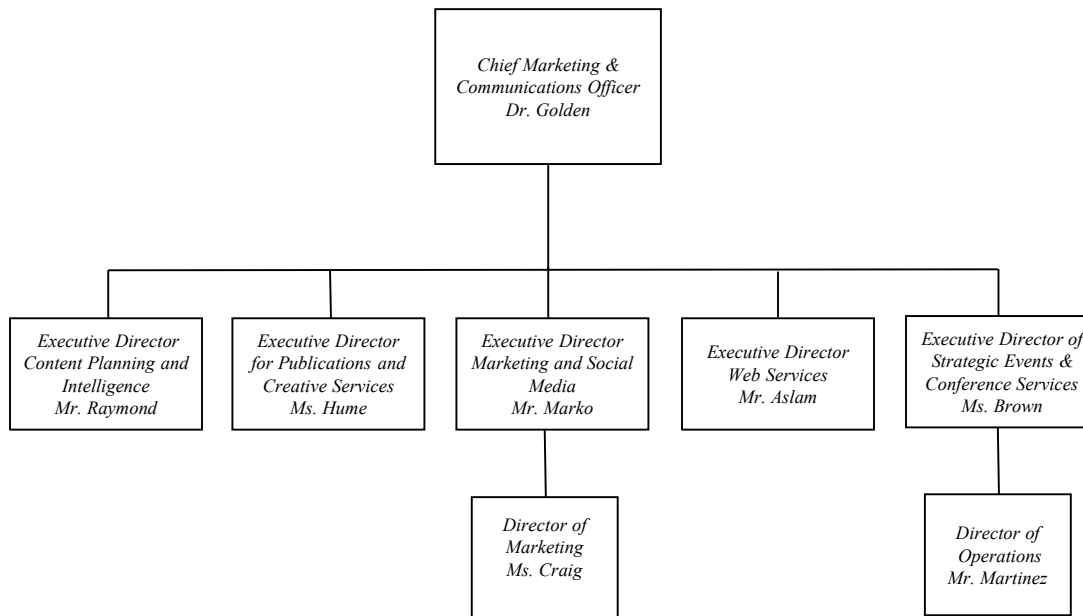 Chief Marketing &
Communications Officer
Dr. Golden
Executive Director
Content Planning and
Intelligence
Mr. Raymond
Executive Director
for Publications and
Creative Services
Ms. Hume
Executive Director
Marketing and Social
Media
Mr. Marko
Executive Director
Web Services
Mr. Aslam
Executive Director of
Strategic Events &
Conference Services
Ms. Brown
Director of
Marketing
Ms. Craig
Director of
Operations
Mr. Martinez